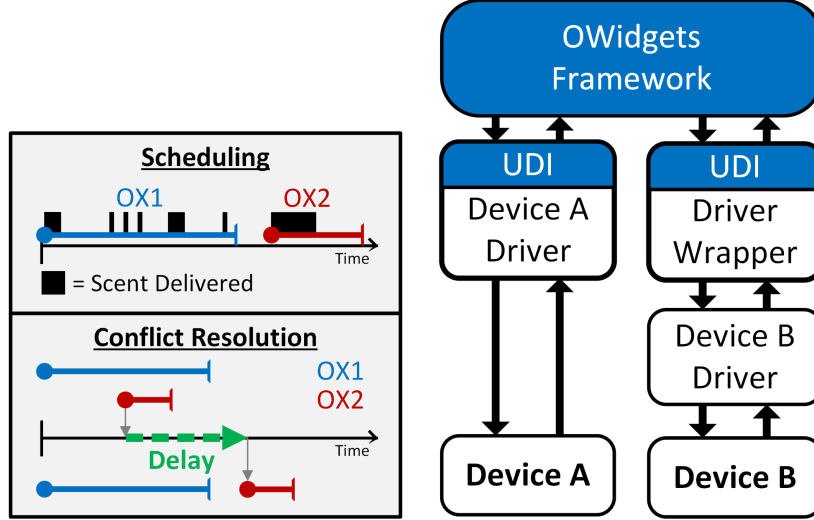 Scheduling
OX1
OX2
Time
= Scent Delivered
Conflict Resolution
OX1
OX2
Time
Delay
OWidgets
Framework
UDI
Device A
Driver
Device A
UDI
Driver
Wrapper
Device B
Driver
Device B